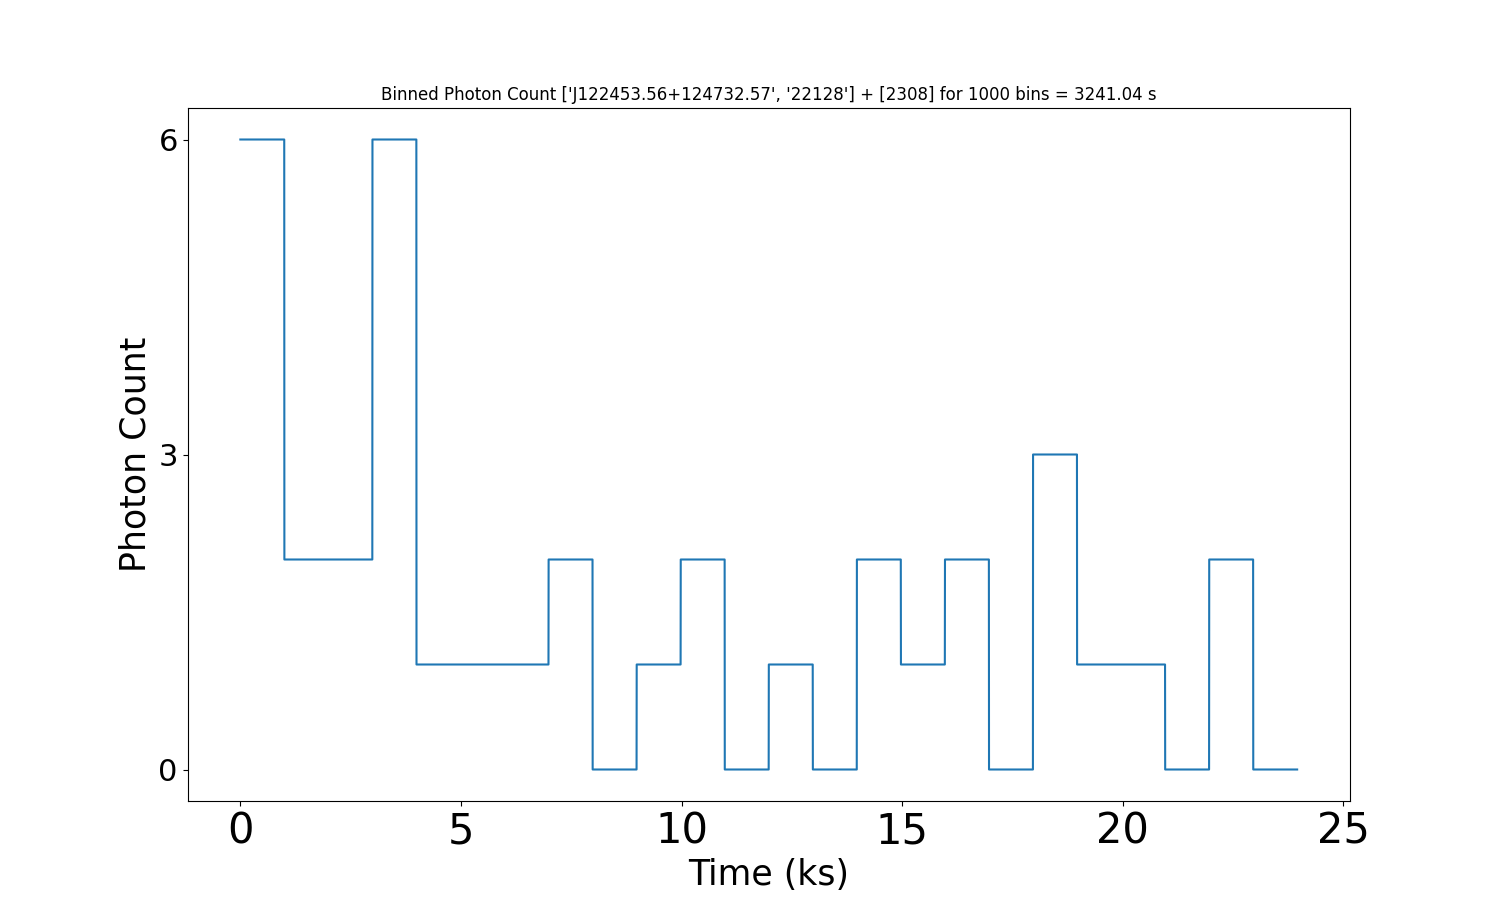 Binned Photon Count ['J122453.56+124732.57', '22128'] + [2308] for 1000 bins = 3241.04 s
6
3
0
Photon Count
0 5 10 15 20 25
Time (ks)